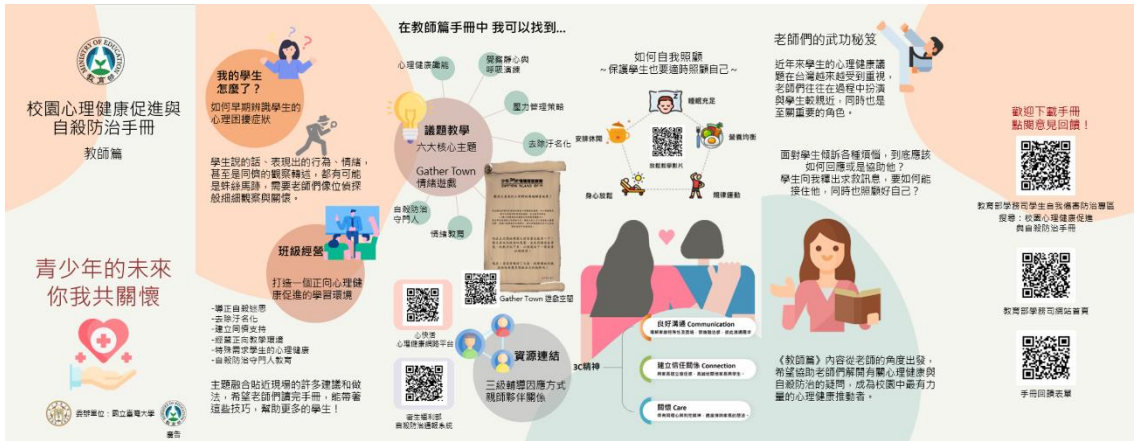 MINISTRY OF EDUCATION
教育部
校園心理健康促進與
自殺防治手冊
教師篇
青少年的未來
你我共關懷
委辦單位：國立臺灣大學
廣告
我的學生
怎麼了？
如何早期辨識學生的
心理困擾症狀
學生說的話、表現出的行為、情緒，
甚至是同儕的觀察轉述，都有可能
是蛛絲馬跡，需要老師們像位偵探
般細細觀察與關懷。
班級經營
打造一個正向心理健
康促進的學習環境
-導正自殺迷思
-去除汙名化
-建立同儕支持
-經營正向教學環境
-特殊需求學生的心理健康
-自殺防治守門人教育
主題融合貼近現場的許多建議和做
法，希望老師們讀完手冊，能帶著
這些技巧，幫助更多的學生！
在教師篇手冊中 我可以找到...
心理健康識能
覺察靜心與
呼吸演練
壓力管理策略
去除汙名化
議題教學
六大核心主題
Gather Town
情緒遊戲
自殺防治
守門人
情緒教育
Gather Town 遊戲空間
心快活
心理健康網路平台
衛生福利部
自殺防治通報系統
資源連結
三級輔導因應方式
親師夥伴關係
如何自我照顧
~保護學生也要適時照顧自己~
睡眠充足
安排休閒
營養均衡
放鬆教學影片
身心放鬆
規律運動
3C精神
良好溝通 Communication
建立信任關係 Connection
關懷 Care
老師們的武功秘笈
近年來學生的心理健康議
題在台灣越來越受到重視，
老師們往往在過程中扮演
與學生較親近，同時也是
至關重要的角色。
面對學生傾訴各種煩惱，到底應該
如何回應或是協助他？
學生向我釋出求救訊息，要如何能
接住他，同時也照顧好自己？
《教師篇》內容從老師的角度出發，
希望協助老師們解開有關心理健康與
自殺防治的疑問，成為校園中最有力
量的心理健康推動者。
歡迎下載手冊
點閱意見回饋！
教育部學務司學生自我傷害防治專區
搜尋：校園心理健康促進
與自殺防治手冊
教育部學務司網站首頁
手冊回饋表單